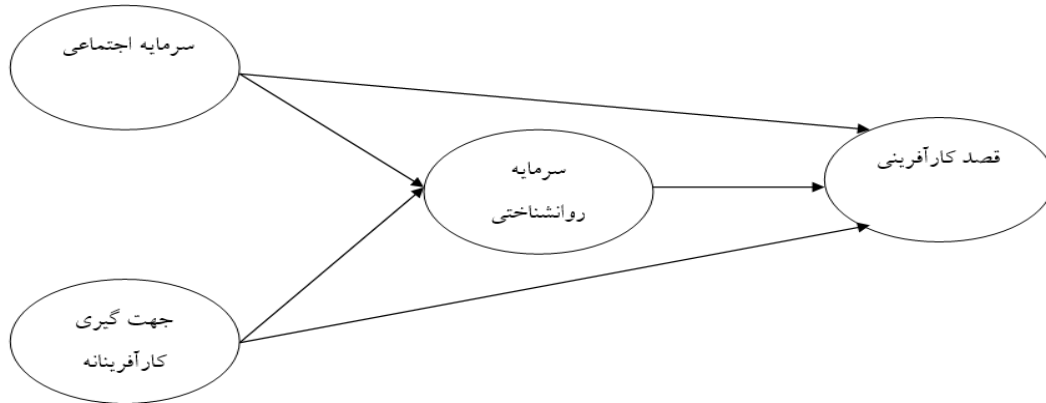 سرمایه اجتماعی
قصد کارآفرینی
سرمایه
روانشناختی
جهت گیری
کارآفرینانه